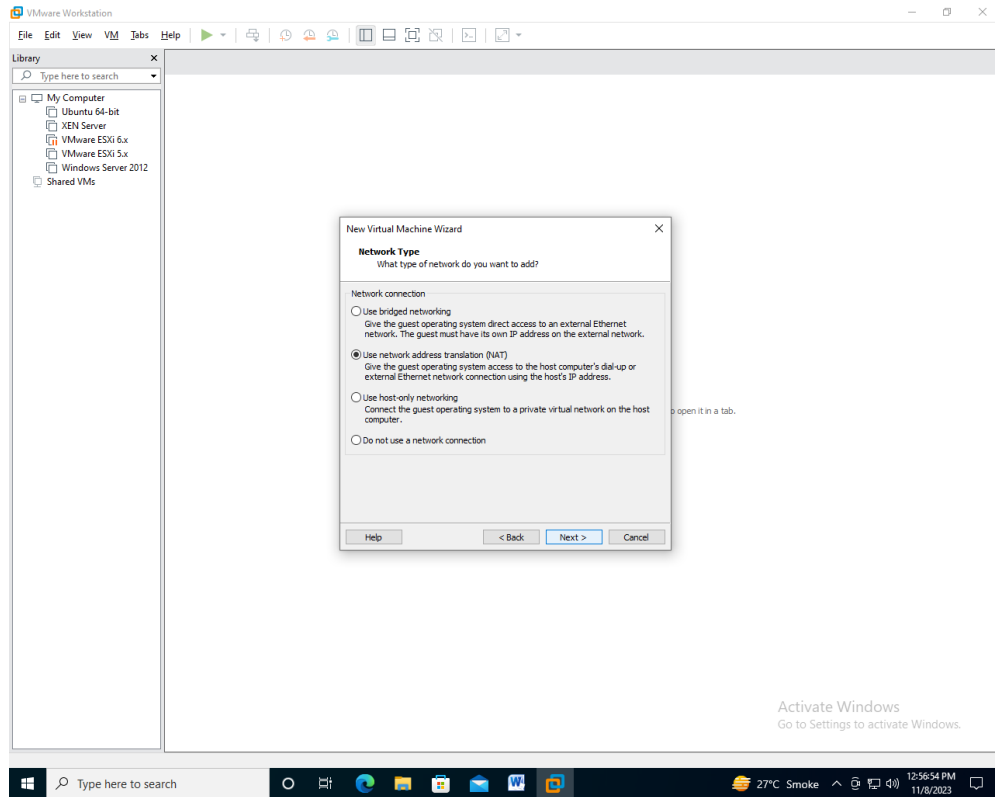 VMware Workstation
File Edit View VM Tabs Help
Library
Type here to search
My Computer
Ubuntu 64-bit
XEN Server
VMware ESXi 6.x
VMware ESXi 5.x
Windows Server 2012
Shared VMs
New Virtual Machine Wizard
Network Type
What type of network do you want to add?
Network connection
Use bridged networking
Give the guest operating system direct access to an external Ethernet
network. The guest must have its own IP address on the external network.
Use network address translation (NAT)
Give the guest operating system access to the host computer's dial-up or
external Ethernet network connection using the host's IP address.
Use host-only networking
Connect the guest operating system to a private virtual network on the host
computer.
open it in a tab.
Do not use a network connection
Help < Back Next > Cancel
Activate Windows
Go to Settings to activate Windows.
Type here to search
27°C Smoke
12:56:54 PM
11/8/2023